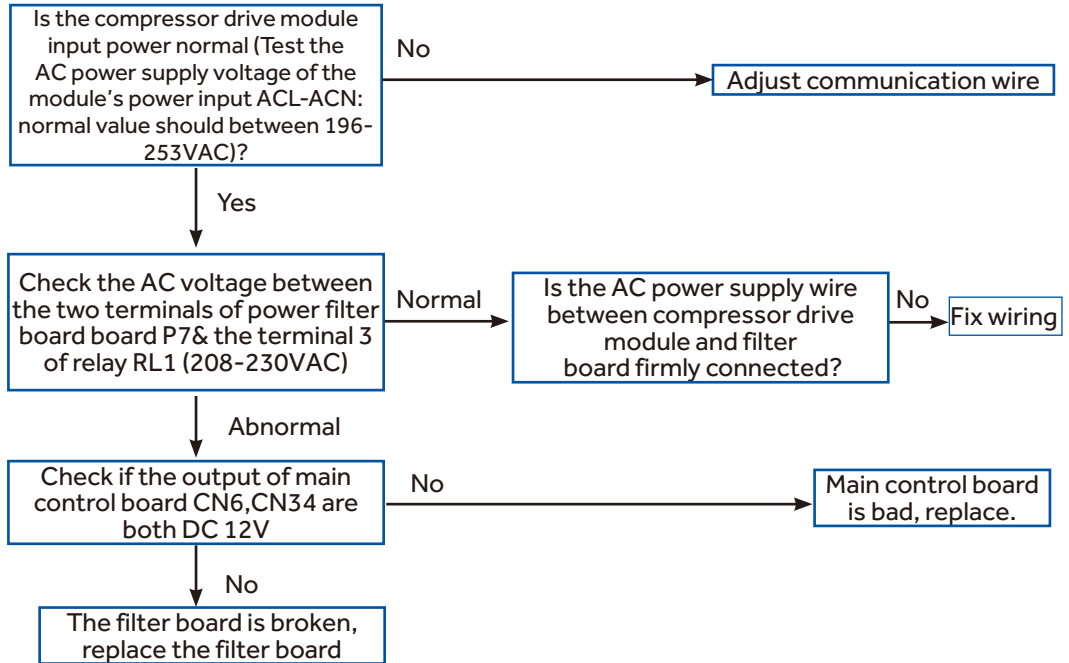 Is the compressor drive module
input power normal (Test the
AC power supply voltage of the
module's power input ACL-ACN:
normal value should between 196-
253VAC)?
No
Adjust communication wire
Yes
Check the AC voltage between
the two terminals of power filter
board board P7& the terminal 3
of relay RL1 (208-230VAC)
Normal
Is the AC power supply wire
between compressor drive
module and filter
board firmly connected?
No
Fix wiring
Abnormal
Check if the output of main
control board CN6,CN34 are
both DC 12V
No
Main control board
is bad, replace.
No
The filter board is broken,
replace the filter board